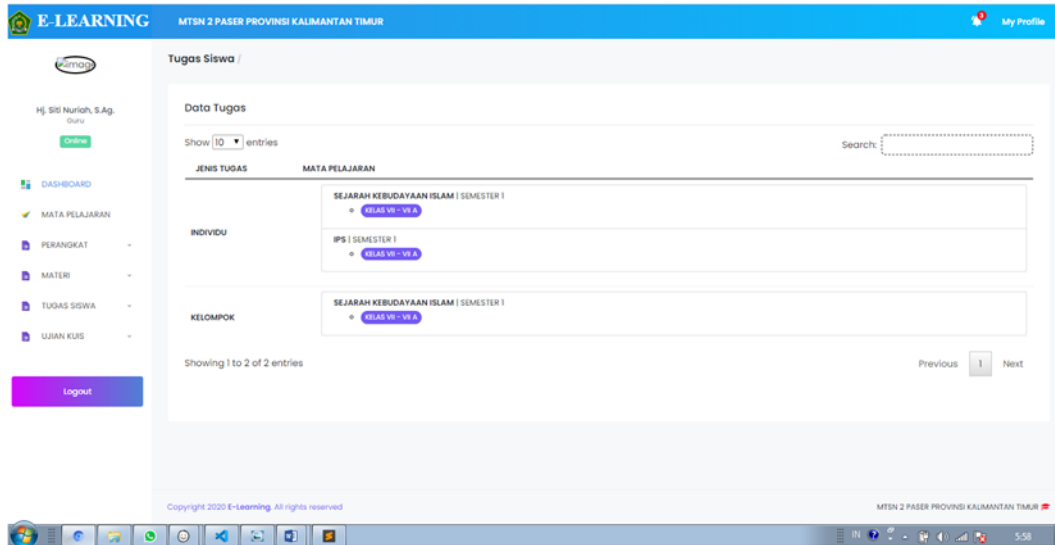 E-LEARNING
MTSN 2 PASER PROVINSI KALIMANTAN TIMUR
3
My Profile
Hj. Siti Nuriah, S.Ag.
Guru
Online
DASHBOARD
MATA PELAJARAN
PERANGKAT
MATERI
TUGAS SISWA
UJIAN KUIS
Logout
Tugas Siswa /
Data Tugas
Show 10 entries
Search:
JENIS TUGAS MATA PELAJARAN
INDIVIDU
SEJARAH KEBUDAYAAN ISLAM | SEMESTER 1
KELAS VII - VII A
IPS | SEMESTER 1
KELAS VII - VII A
KELOMPOK
SEJARAH KEBUDAYAAN ISLAM | SEMESTER 1
KELAS VII - VII A
Showing 1 to 2 of 2 entries
Previous 1 Next
Copyright 2020 E-Learning. All rights reserved
MTSN 2 PASER PROVINSI KALIMANTAN TIMUR
IN
5:58